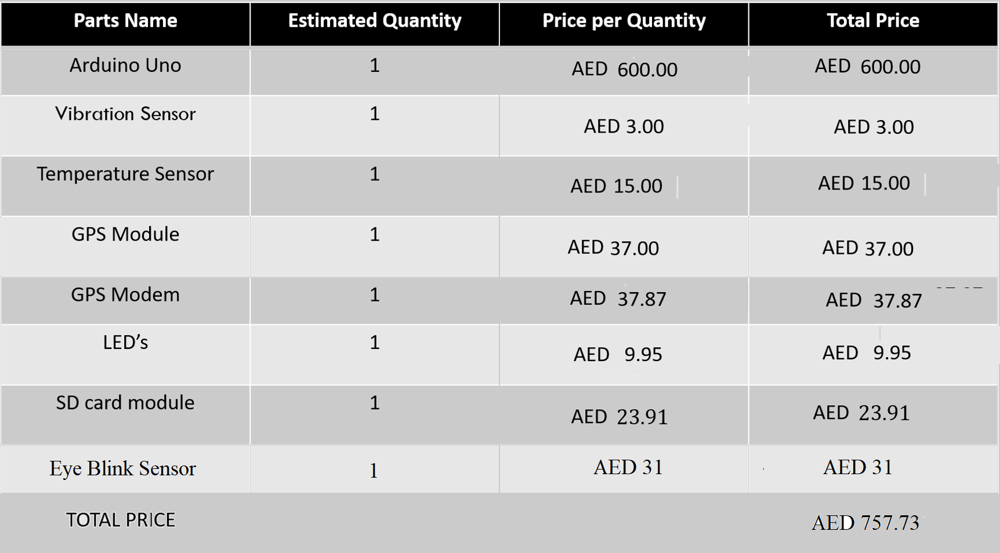 Parts Name Estimated Quantity Price per Quantity Total Price
Arduino Uno 1 AED 600.00 AED 600.00
Vibration Sensor 1 AED 3.00 AED 3.00
Temperature Sensor 1 AED 15.00 AED 15.00
GPS Module 1 AED 37.00 AED 37.00
GPS Modem 1 AED 37.87 AED 37.87
LED’s 1 AED 9.95 AED 9.95
SD card module 1 AED 23.91 AED 23.91
Eye Blink Sensor 1 AED 31 AED 31
TOTAL PRICE AED 757.73